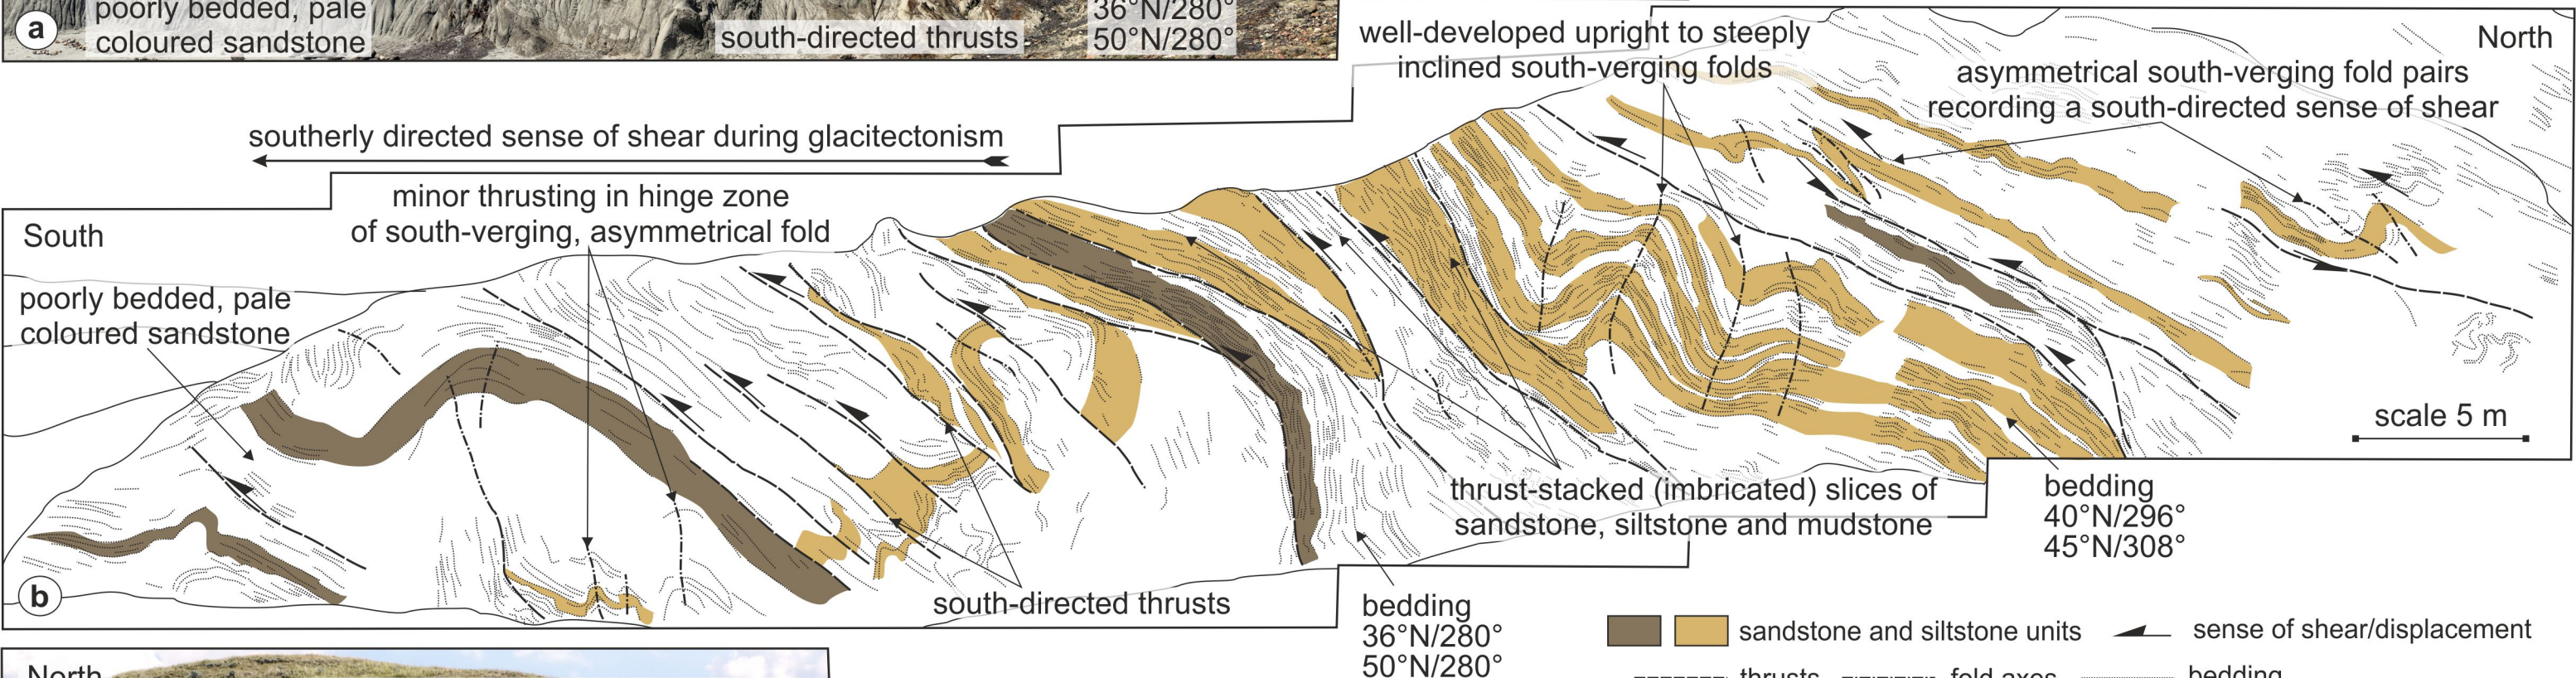 a
poorly bedded, pale
coloured sandstone
south-directed thrusts
36°N/280°
50°N/280°
well-developed upright to steeply
inclined south-verging folds
North
asymmetrical south-verging fold pairs
recording a south-directed sense of shear
southerly directed sense of shear during glacitectonism
minor thrusting in hinge zone
of south-verging, asymmetrical fold
South
poorly bedded, pale
coloured sandstone
scale 5 m
thrust-stacked (imbricated) slices of
sandstone, siltstone and mudstone
bedding
40°N/296°
45°N/308°
b
south-directed thrusts
bedding
36°N/280°
50°N/280°
sandstone and siltstone units
sense of shear/displacement
thrusts
fold axes
bedding
North